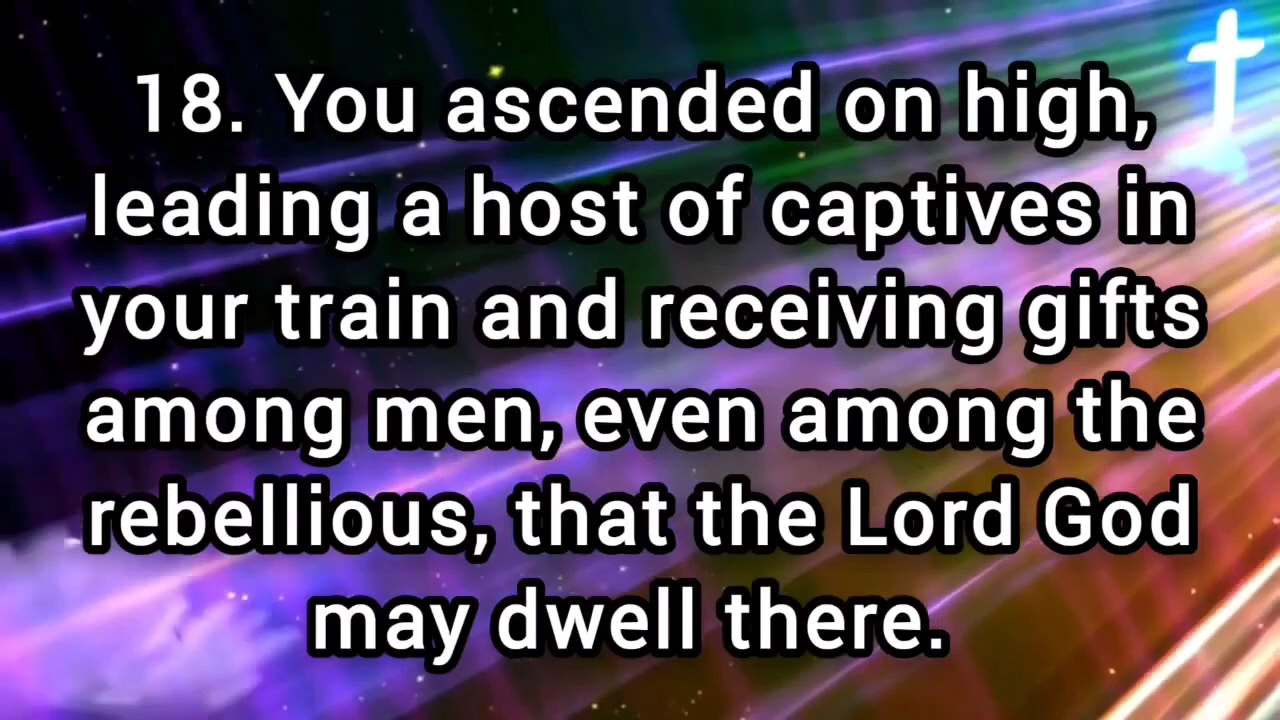 18. You ascended on high,
leading a host of captives in
your train and receiving gifts
among men, even among the
rebellious, that the Lord God
may dwell there.